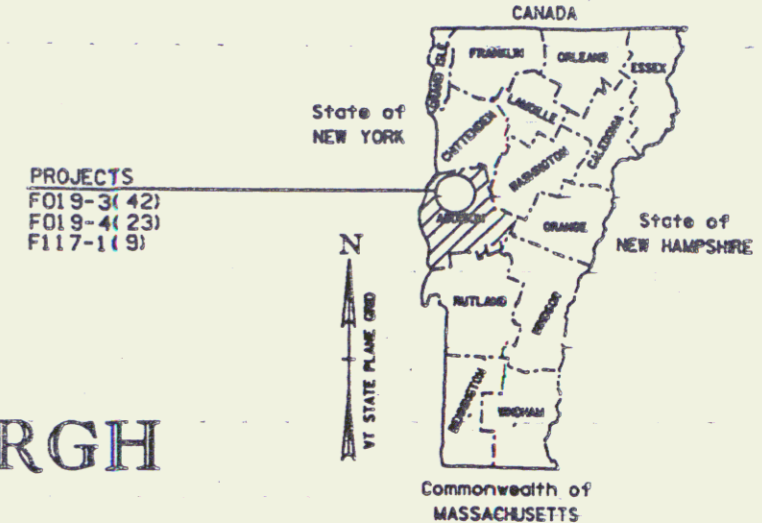 CANADA
FRANKLIN
ORLEANS
ESSEX
GRAND ISLE
LAMOILLE
State of
NEW YORK
CHITTENDEN
CALEDONIA
WASHINGTON
PROJECTS
F019-3( 42)
F019-4( 23)
F117-1( 9)
ADDISON
ORANGE
State of
NEW HAMPSHIRE
N
VT STATE PLANE GRID
RUTLAND
WINDSOR
BENNINGTON
WINDHAM
RGH
Commonwealth of
MASSACHUSETTS